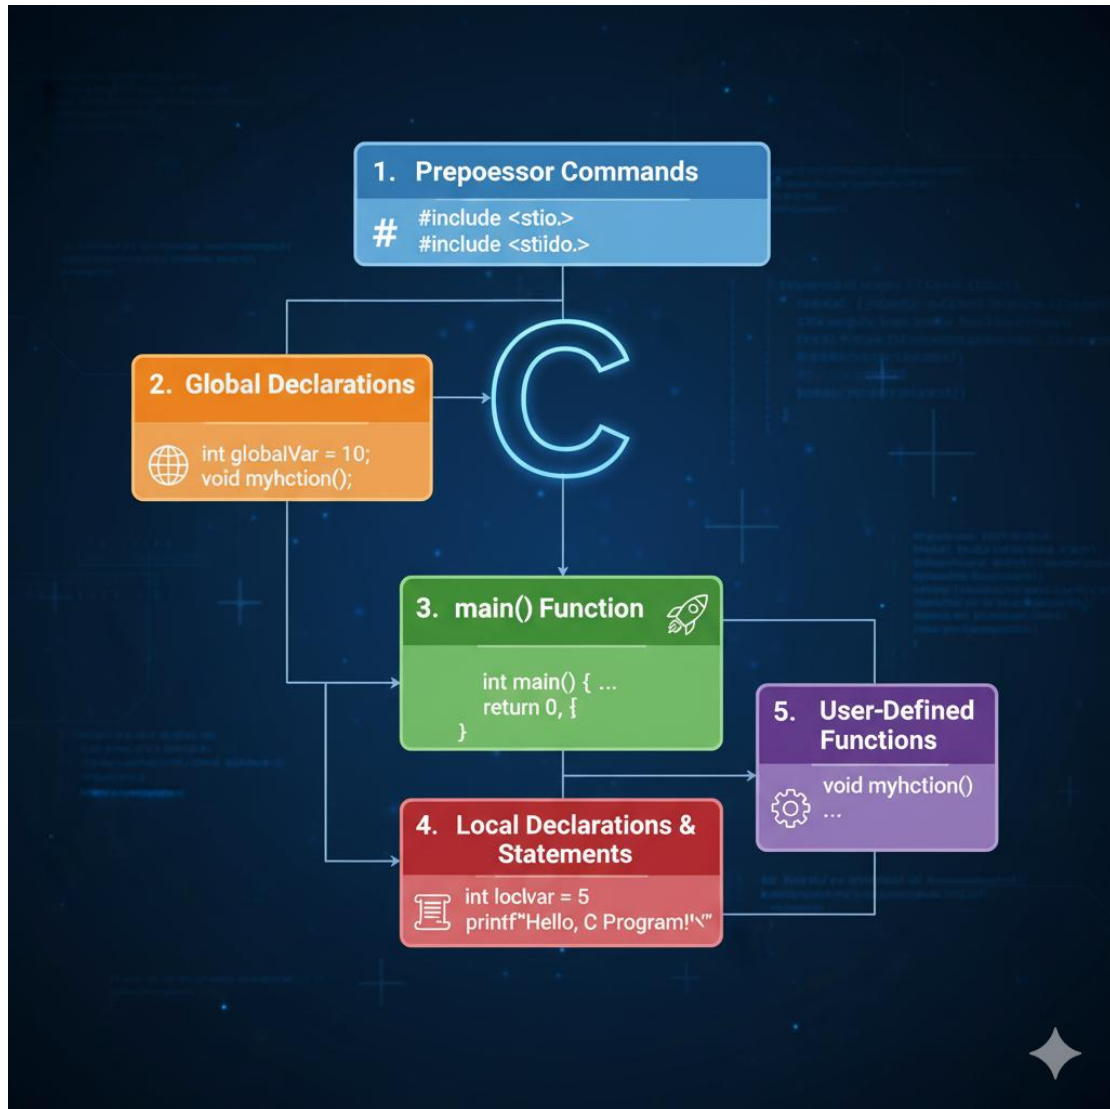 1. Prepoessor Commands
# #include <stio.>
#include <stiido.>
C
2. Global Declarations
int globalVar = 10;
void myhction();
3. main() Function
int main() { ...
return 0, {
}
5. User-Defined
Functions
void myhction()
...
4. Local Declarations &
Statements
int loclvar = 5
printf"Hello, C Program!'\"